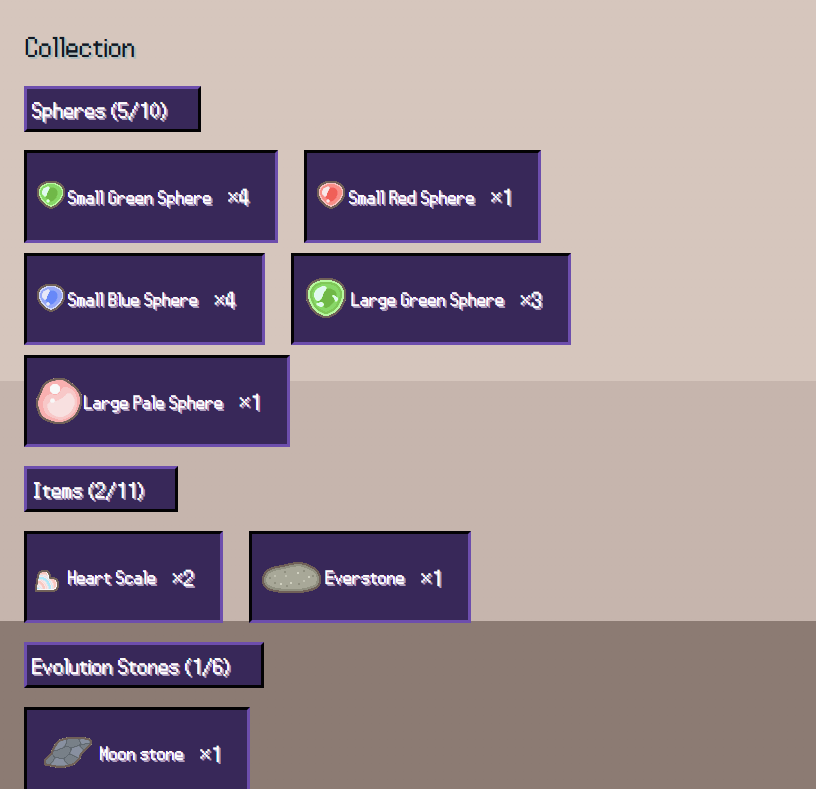 Collection
Spheres (5/10)
Small Green Sphere ×4
Small Red Sphere ×1
Small Blue Sphere ×4
Large Green Sphere ×3
Large Pale Sphere ×1
Items (2/11)
Heart Scale ×2
Everstone ×1
Evolution Stones (1/6)
Moon stone ×1